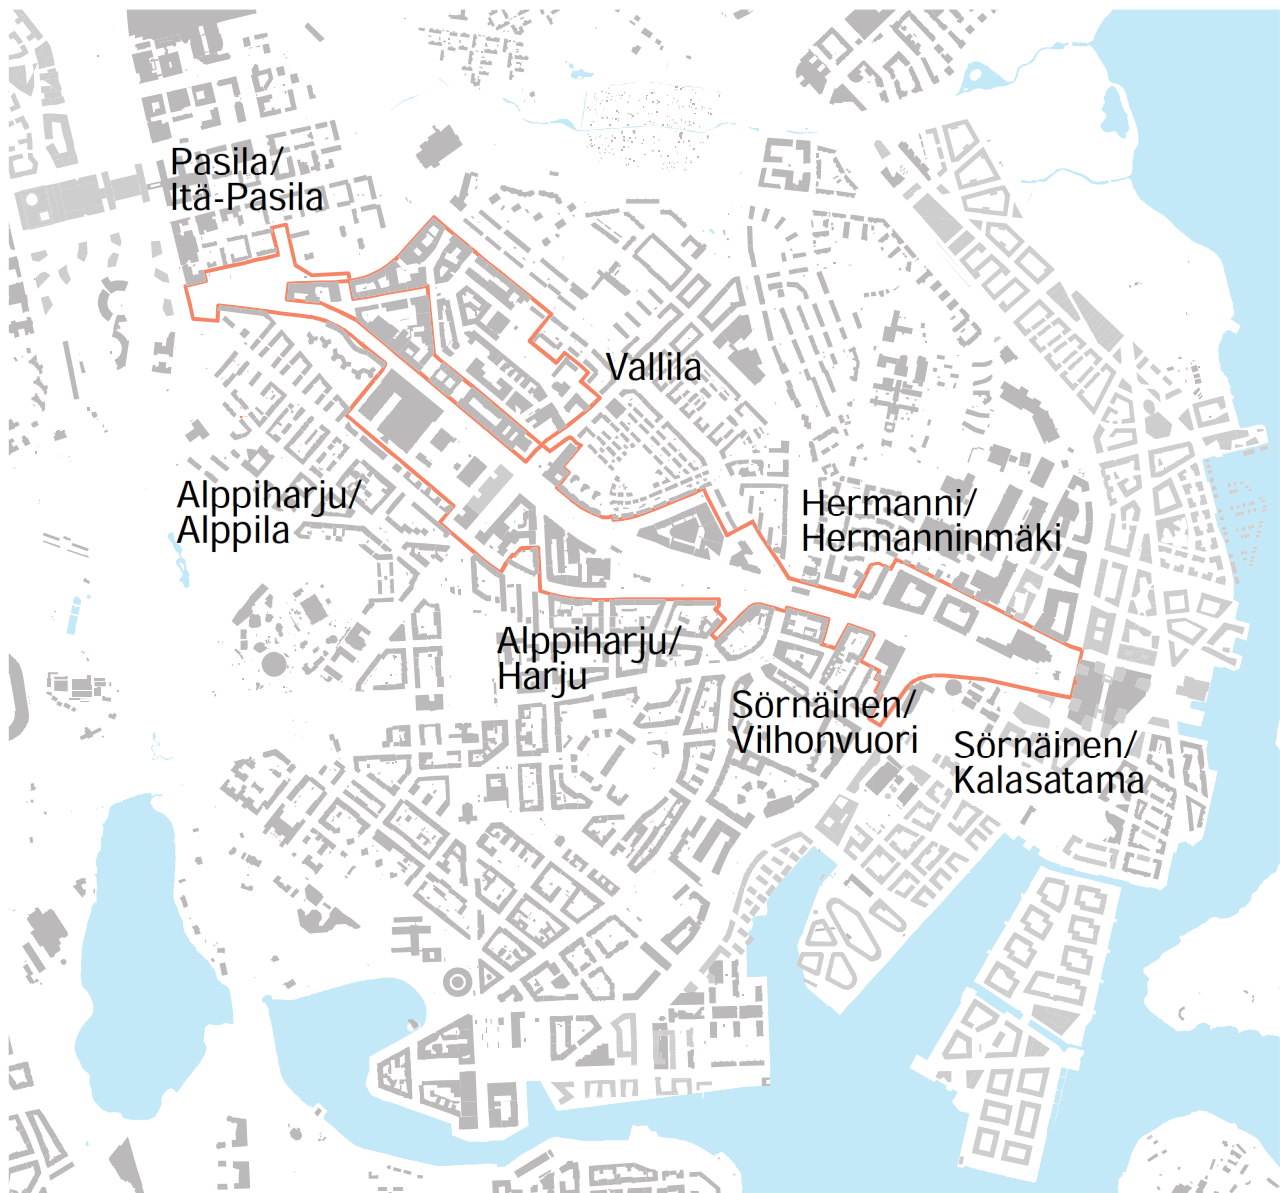 Pasila/
Itä-Pasila
Vallila
Alppiharju/
Alppila
Hermanni/
Hermanninmäki
Alppiharju/
Harju
Sörnäinen/
Vilhonvuori
Sörnäinen/
Kalasatama